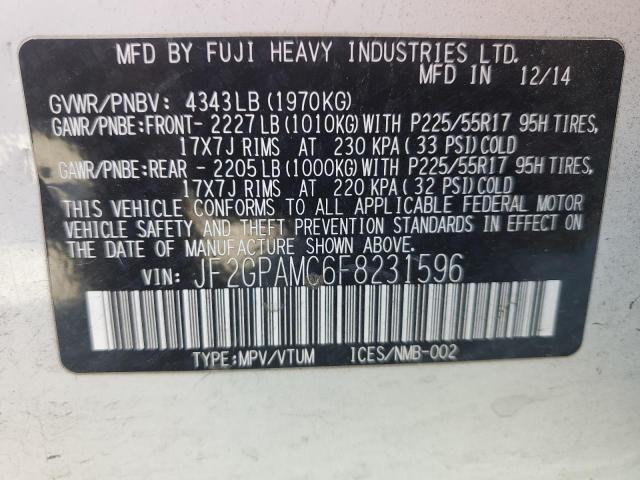 MFD BY FUJI HEAVY INDUSTRIES LTD.
MFD IN 12/14
GVWR/PNBV: 4343LB (1970KG)
GAWR/PNBE:FRONT- 2227LB (1010KG) WITH P225/55R17 95H TIRES,
17X7J RIMS AT 230 KPA (33 PSI) COLD
GAWR/PNBE:REAR - 2205LB (1000KG) WITH P225/55R17 95H TIRES,
17X7J RIMS AT 220 KPA (32 PSI) COLD
THIS VEHICLE CONFORMS TO ALL APPLICABLE FEDERAL MOTOR
VEHICLE SAFETY AND THEFT PREVENTION STANDARDS IN EFFECT ON
THE DATE OF MANUFACTURE SHOWN ABOVE.
VIN: JF2GPAMC6F8231596
TYPE:MPV/VTUM ICES/NMB-002